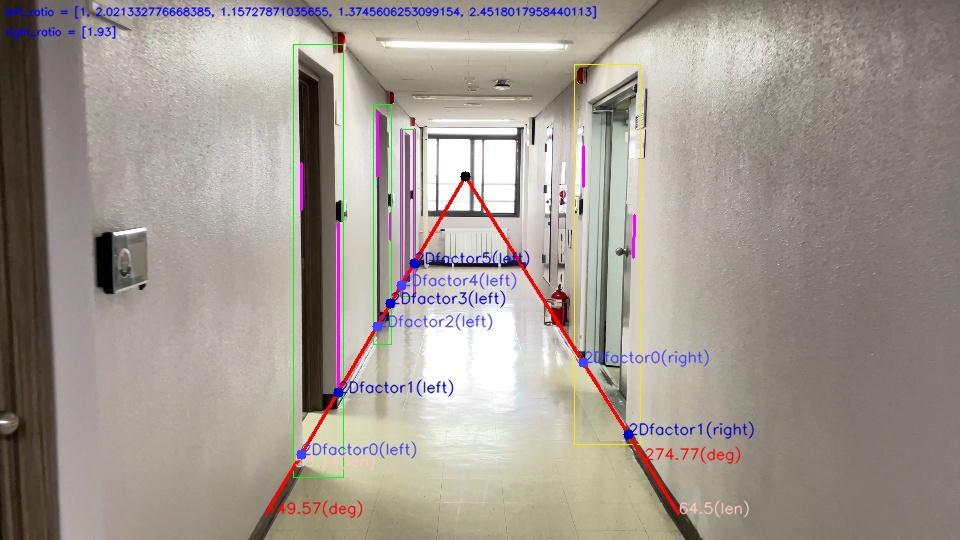 left_ratio = [1, 2.021332776668385, 1.15727871035655, 1.3745606253099154, 2.4518017958440113]
right_ratio = [1.93]
2Dfactor5(left)
2Dfactor4(left)
2Dfactor3(left)
2Dfactor2(left)
2Dfactor0(right)
2Dfactor1(left)
2Dfactor1(right)
2Dfactor0(left)
274.77(deg)
49.57(deg)
64.5(len)